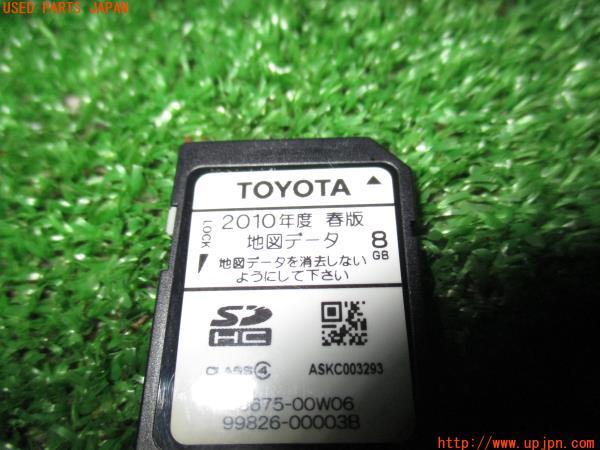 USED PARTS JAPAN
TOYOTA ▲
2010年度 春版
地図データ
8
GB
LOCK
地図データを消去しない
ようにして下さい
SD
HC
CLASS④
ASKC003293
99826-00003B
http://www.upjpn.com/